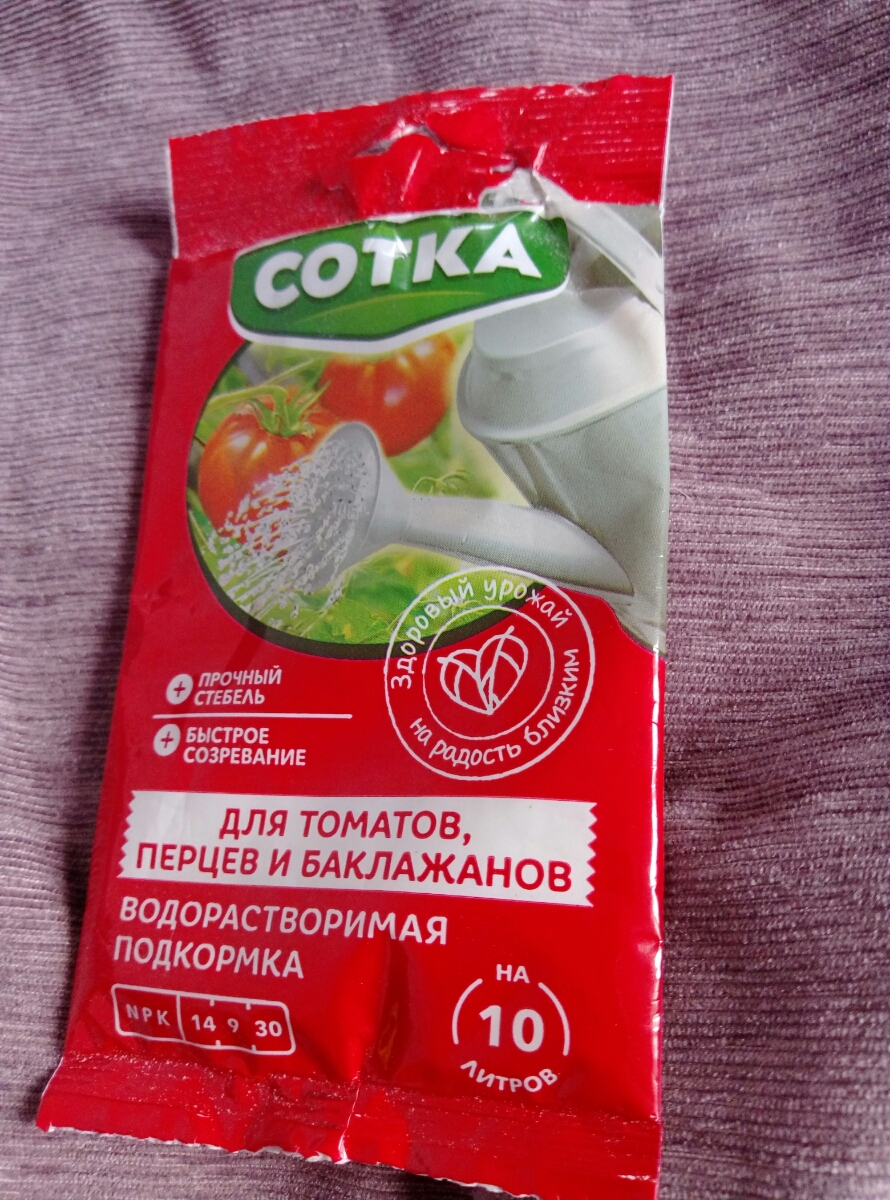 СОТКА
Здоровый урожай
на радость близким
ПРОЧНЫЙ
СТЕБЕЛЬ
БЫСТРОЕ
СОЗРЕВАНИЕ
ДЛЯ ТОМАТОВ,
ПЕРЦЕВ И БАКЛАЖАНОВ
ВОДОРАСТВОРИМАЯ
ПОДКОРМКА
NPK 14 9 30
НА
10
ЛИТРОВ